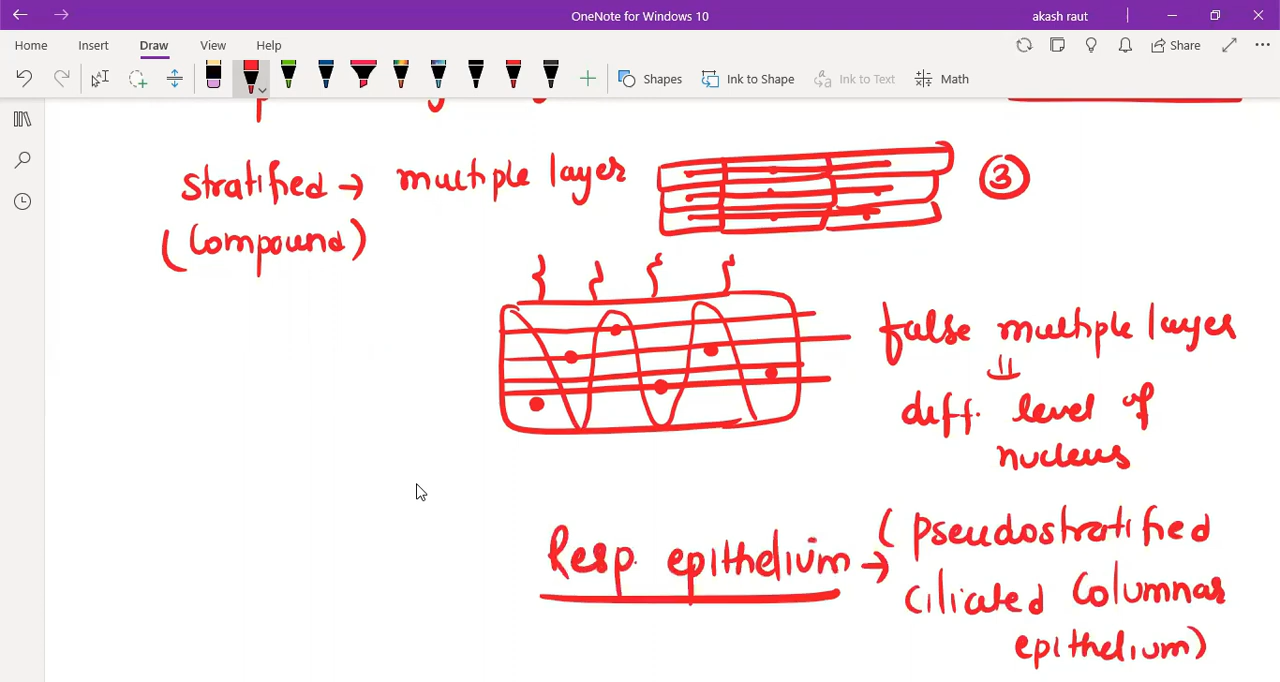 OneNote for Windows 10
akash raut
Home Insert Draw View Help
Share
Shapes Ink to Shape Ink to Text Math
stratified → multiple layer ③
(Compound)
false multiple layer
diff. level of
nucleus
Resp. epithelium → (pseudostratified
ciliated columnar
epithelium)